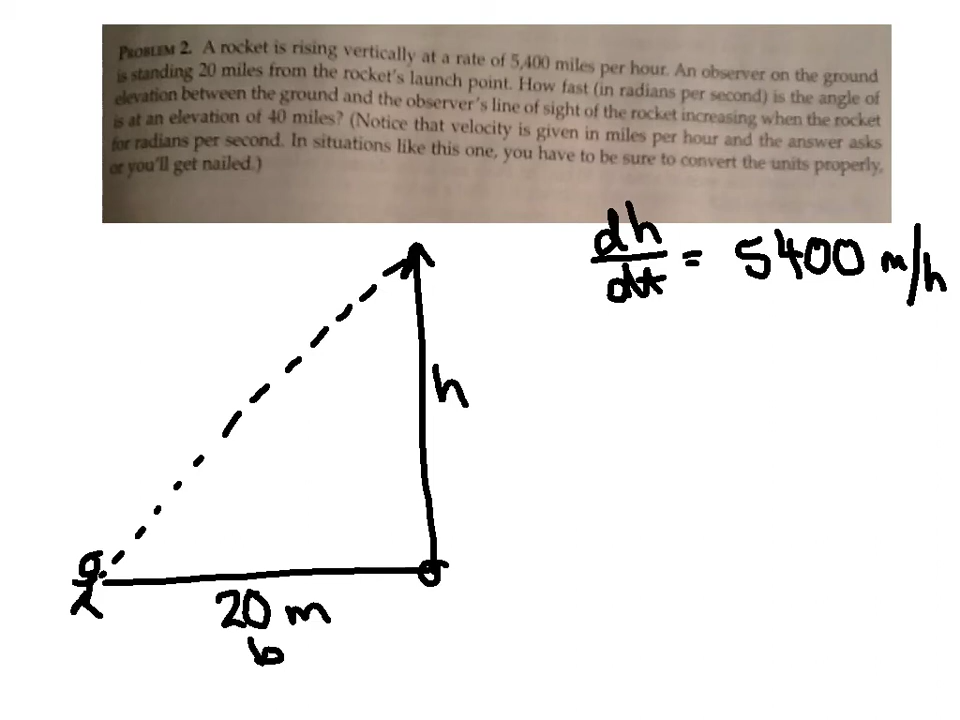 PROBLEM 2. A rocket is rising vertically at a rate of 5,400 miles per hour. An observer on the ground
is standing 20 miles from the rocket's launch point. How fast (in radians per second) is the angle of
elevation between the ground and the observer's line of sight of the rocket increasing when the rocket
is at an elevation of 40 miles? (Notice that velocity is given in miles per hour and the answer asks
for radians per second. In situations like this one, you have to be sure to convert the units properly,
or you'll get nailed.)
dh/dt = 5400 m/h
h
20 m
b